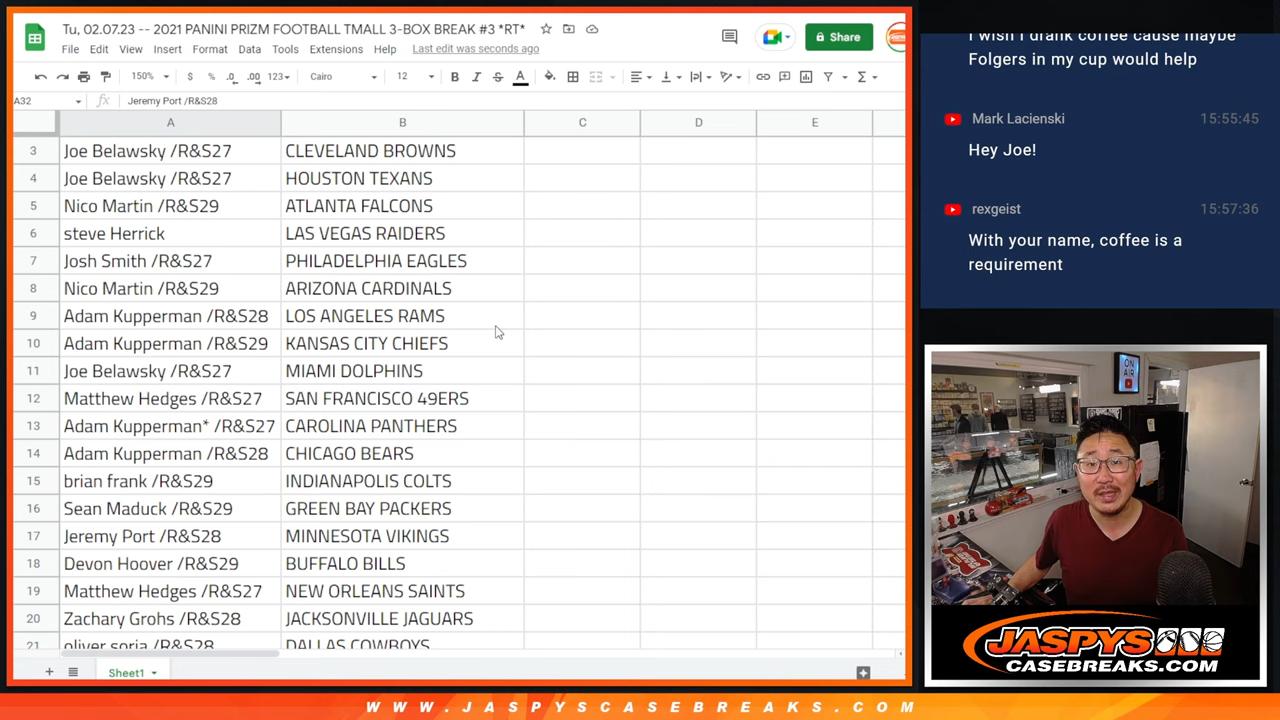 Tu, 02.07.23 -- 2021 PANINI PRIZM FOOTBALL TMALL 3-BOX BREAK #3 *RT*
File Edit View Insert Format Data Tools Extensions Help Last edit was seconds ago
Share
150% $ % .0 .00 123 Cairo 12 B I S A
A32 fx Jeremy Port /R&S28
A B C D E
3 Joe Belawsky /R&S27 CLEVELAND BROWNS
4 Joe Belawsky /R&S27 HOUSTON TEXANS
5 Nico Martin /R&S29 ATLANTA FALCONS
6 steve Herrick LAS VEGAS RAIDERS
7 Josh Smith /R&S27 PHILADELPHIA EAGLES
8 Nico Martin /R&S29 ARIZONA CARDINALS
9 Adam Kupperman /R&S28 LOS ANGELES RAMS
10 Adam Kupperman /R&S29 KANSAS CITY CHIEFS
11 Joe Belawsky /R&S27 MIAMI DOLPHINS
12 Matthew Hedges /R&S27 SAN FRANCISCO 49ERS
13 Adam Kupperman* /R&S27 CAROLINA PANTHERS
14 Adam Kupperman /R&S28 CHICAGO BEARS
15 brian frank /R&S29 INDIANAPOLIS COLTS
16 Sean Maduck /R&S29 GREEN BAY PACKERS
17 Jeremy Port /R&S28 MINNESOTA VIKINGS
18 Devon Hoover /R&S29 BUFFALO BILLS
19 Matthew Hedges /R&S27 NEW ORLEANS SAINTS
20 Zachary Grohs /R&S28 JACKSONVILLE JAGUARS
21 oliver soria /R&S28 DALLAS COWBOYS
Sheet1
I wish I drank coffee cause maybe
Folgers in my cup would help
Mark Lacienski 15:55:45
Hey Joe!
rexgeist 15:57:36
With your name, coffee is a
requirement
ON
AIR
JASPYS
CASEBREAKS.COM
WWW.JASPYSCASEBREAKS.COM